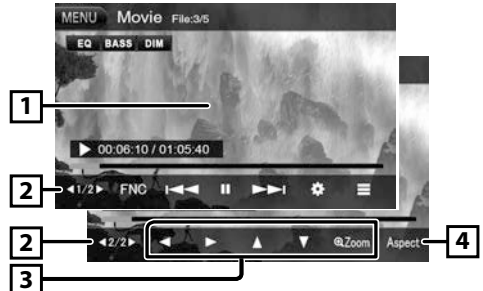 MENU Movie File:3/5
EQ BASS DIM
1
▶ 00:06:10 / 01:05:40
2 ◀1/2▶ FNC
2 ◀2/2▶ Zoom Aspect 4
3